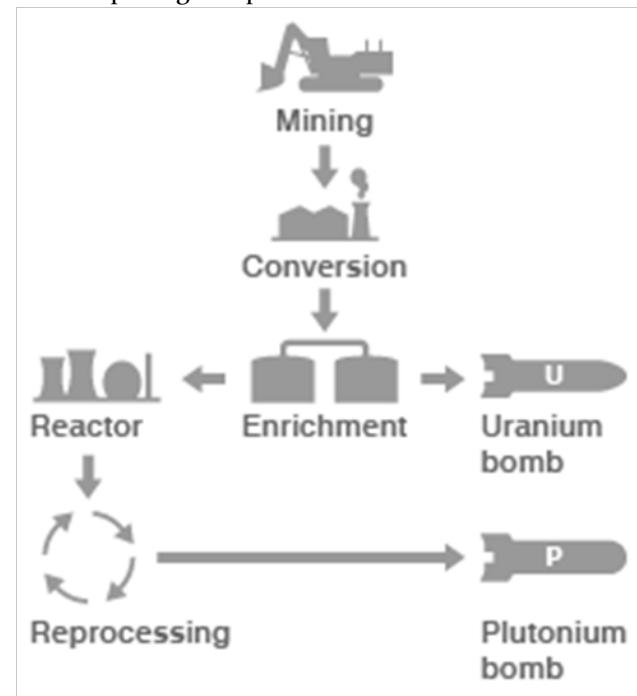 Mining
Conversion
Reactor
Enrichment
U
Uranium
bomb
P
Reprocessing
Plutonium
bomb